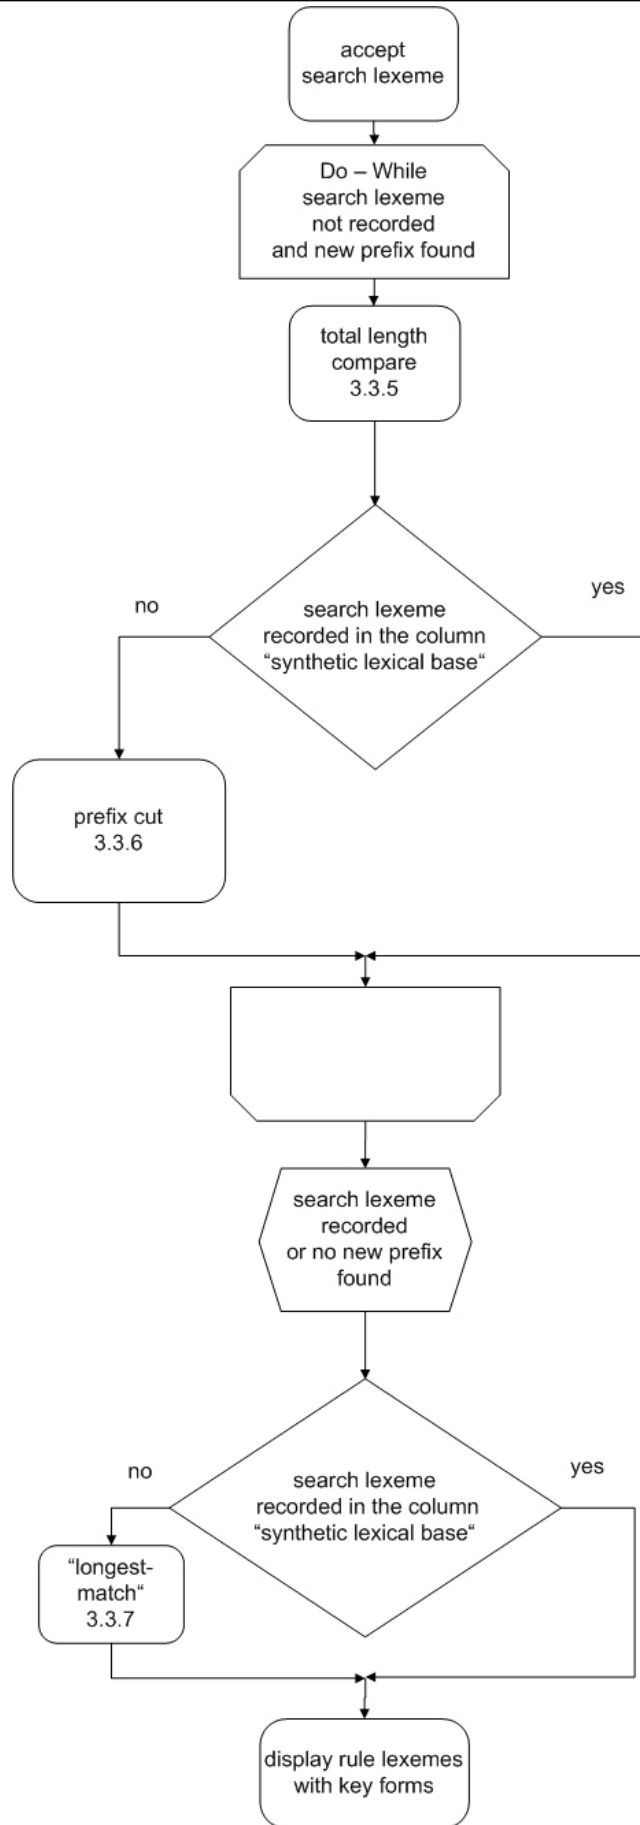 accept
search lexeme
Do – While
search lexeme
not recorded
and new prefix found
total length
compare
3.3.5
no
yes
search lexeme
recorded in the column
“synthetic lexical base“
prefix cut
3.3.6
search lexeme
recorded
or no new prefix
found
no
yes
search lexeme
recorded in the column
“synthetic lexical base“
“longest-
match“
3.3.7
display rule lexemes
with key forms